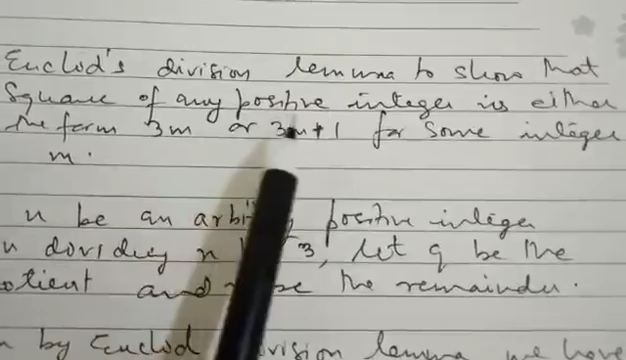 Euclid's division lemma to show that
Square of any positive integer is either
the form 3m or 3m+1 for some integer
m.
n be an arbi positive integer
n dividing n 3, let q be the
otient and be the remainder.
by Euclid division lemma we have